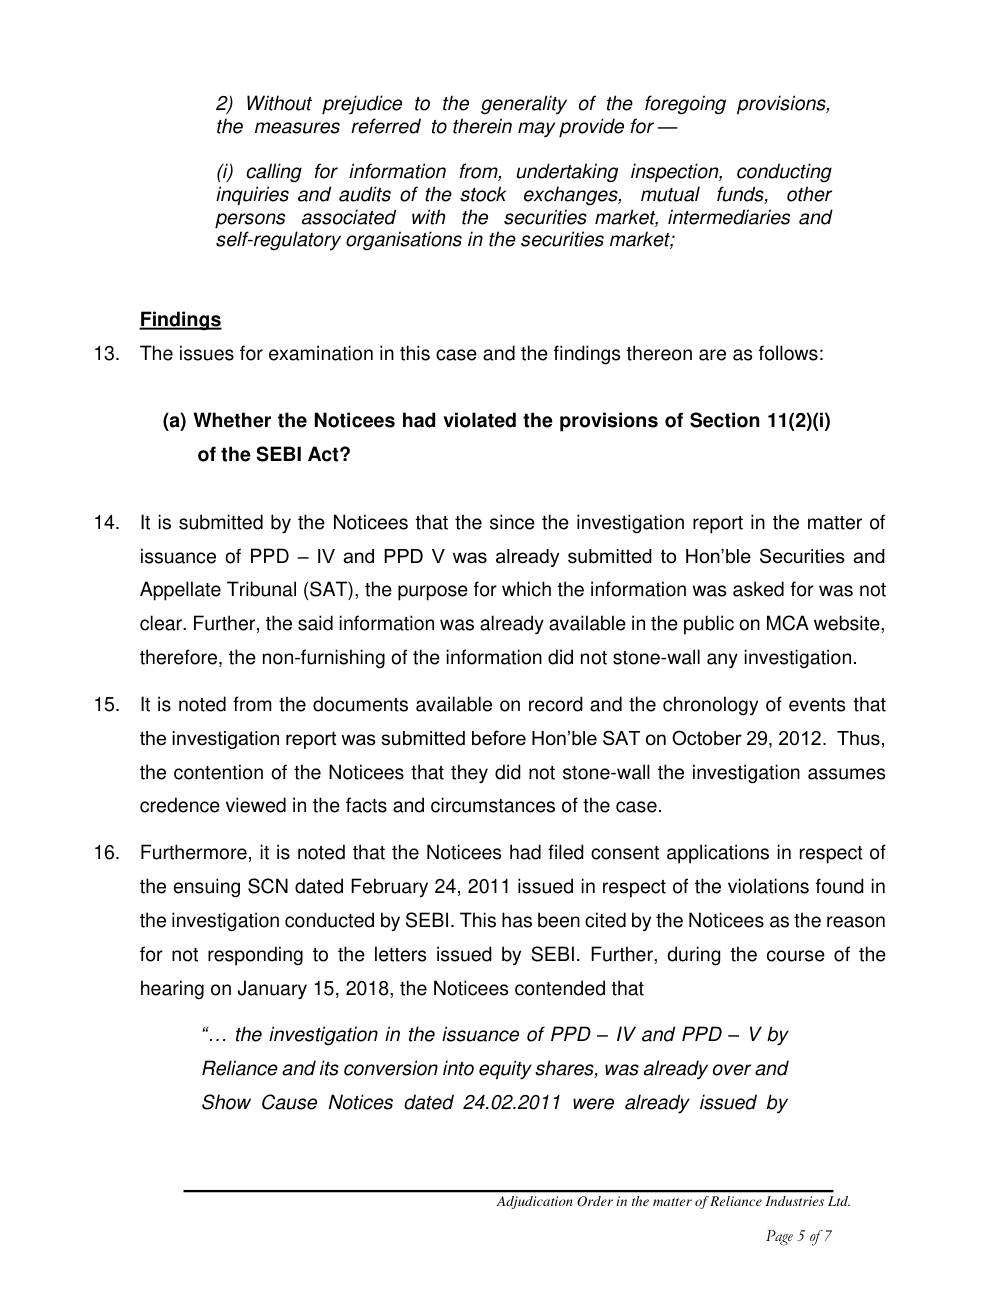 2) Without prejudice to the generality of the foregoing provisions,
the measures referred to therein may provide for —
(i) calling for information from, undertaking inspection, conducting
inquiries and audits of the stock exchanges, mutual funds, other
persons associated with the securities market, intermediaries and
self-regulatory organisations in the securities market;
Findings
13. The issues for examination in this case and the findings thereon are as follows:
(a) Whether the Noticees had violated the provisions of Section 11(2)(i)
of the SEBI Act?
14. It is submitted by the Noticees that the since the investigation report in the matter of
issuance of PPD – IV and PPD V was already submitted to Hon’ble Securities and
Appellate Tribunal (SAT), the purpose for which the information was asked for was not
clear. Further, the said information was already available in the public on MCA website,
therefore, the non-furnishing of the information did not stone-wall any investigation.
15. It is noted from the documents available on record and the chronology of events that
the investigation report was submitted before Hon’ble SAT on October 29, 2012. Thus,
the contention of the Noticees that they did not stone-wall the investigation assumes
credence viewed in the facts and circumstances of the case.
16. Furthermore, it is noted that the Noticees had filed consent applications in respect of
the ensuing SCN dated February 24, 2011 issued in respect of the violations found in
the investigation conducted by SEBI. This has been cited by the Noticees as the reason
for not responding to the letters issued by SEBI. Further, during the course of the
hearing on January 15, 2018, the Noticees contended that
“… the investigation in the issuance of PPD – IV and PPD – V by
Reliance and its conversion into equity shares, was already over and
Show Cause Notices dated 24.02.2011 were already issued by
Adjudication Order in the matter of Reliance Industries Ltd.
Page 5 of 7